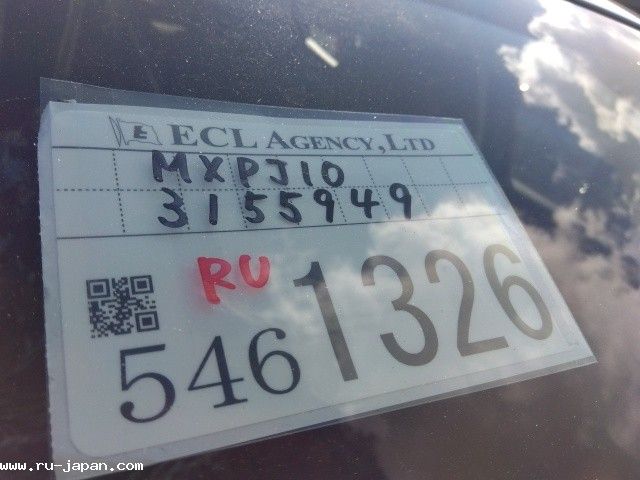 E ECL AGENCY, LTD
MXPJ10
3155949
RU
546 1326
www.ru-japan.com